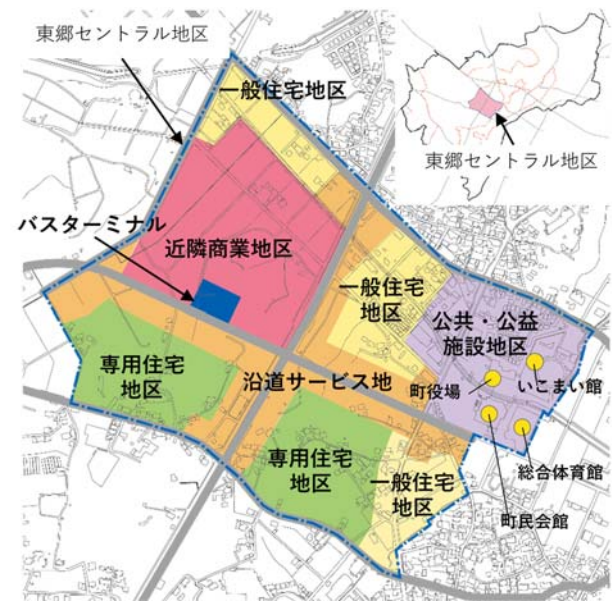 東郷セントラル地区
一般住宅地区
東郷セントラル地区
バスターミナル
近隣商業地区
一般住宅
地区
公共・公益
施設地区
専用住宅
地区
沿道サービス地
町役場
いこまい館
専用住宅
地区
一般住宅
地区
総合体育館
町民会館